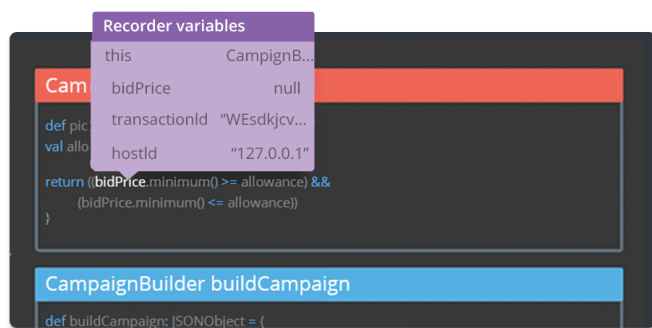 Recorder variables
this CampignB...
bidPrice null
transactionId “WEsdkjcv...
hostId “127.0.0.1”
Cam
def pic
val allo
return ((bidPrice.minimum() >= allowance) &&
(bidPrice.minimum() <= allowance))
}
CampaignBuilder buildCampaign
def buildCampaign: JSONObject = {